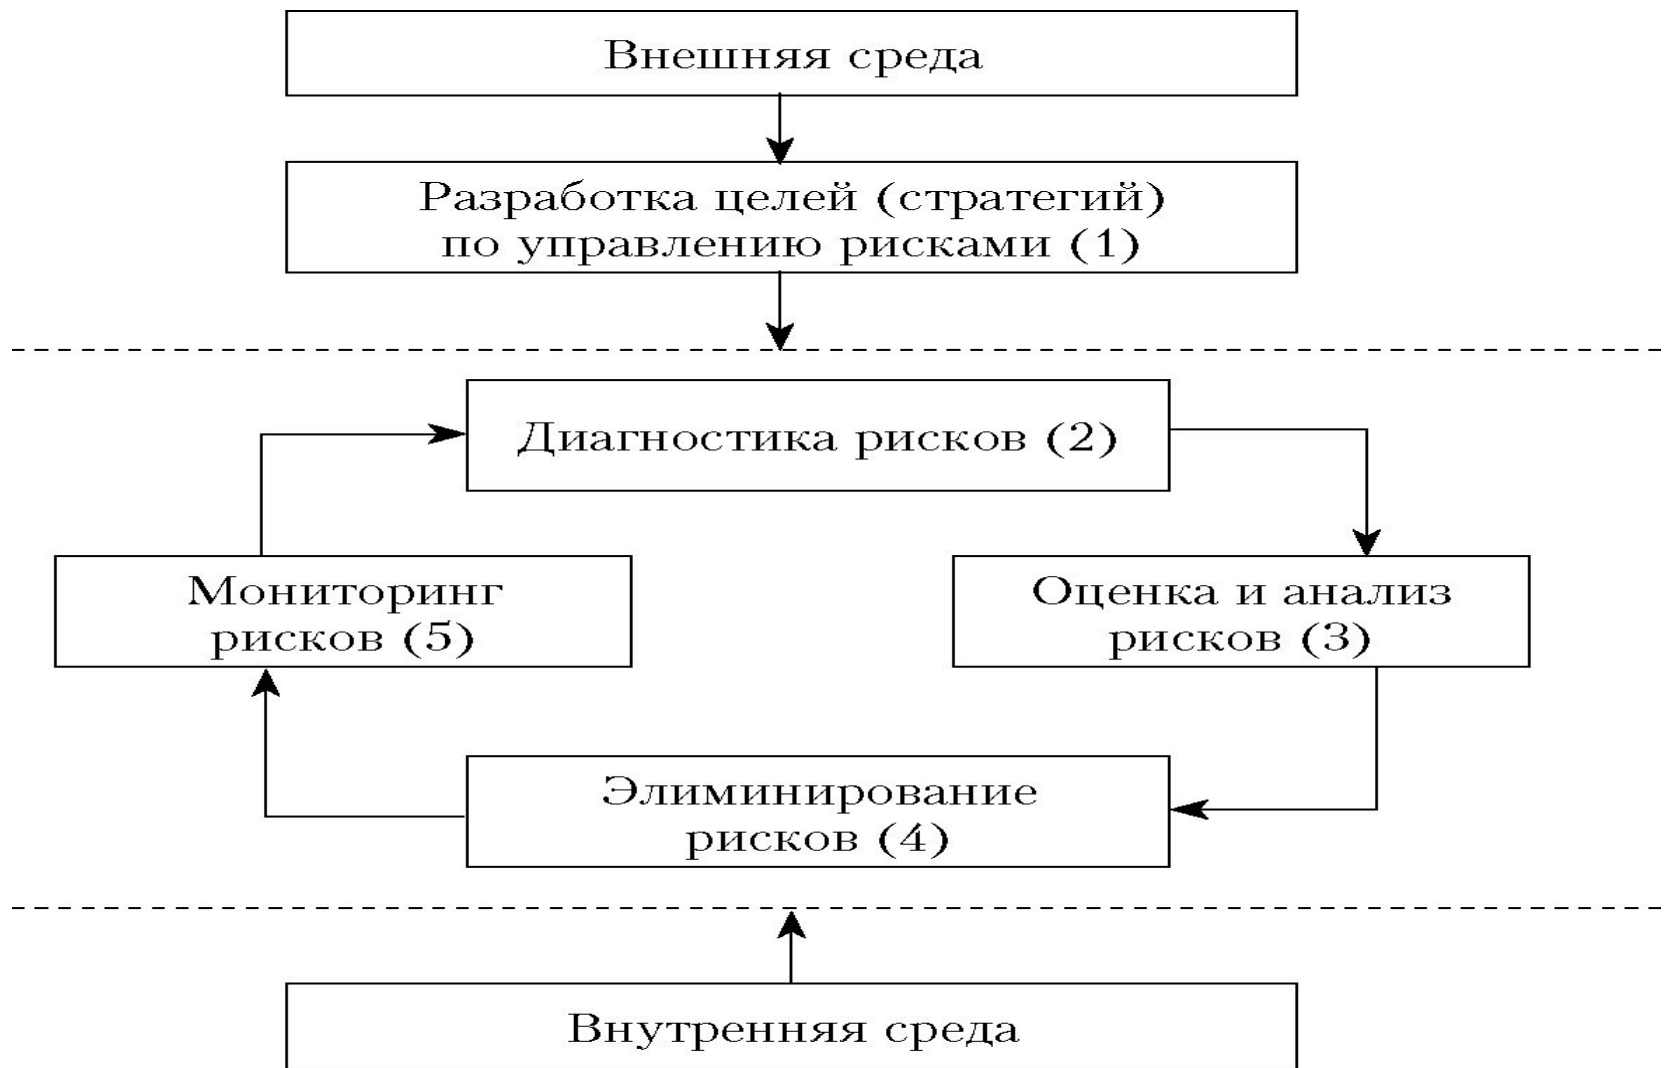 Внешняя среда
Разработка целей (стратегий)
по управлению рисками (1)
Диагностика рисков (2)
Мониторинг
рисков (5)
Оценка и анализ
рисков (3)
Элиминирование
рисков (4)
Внутренняя среда